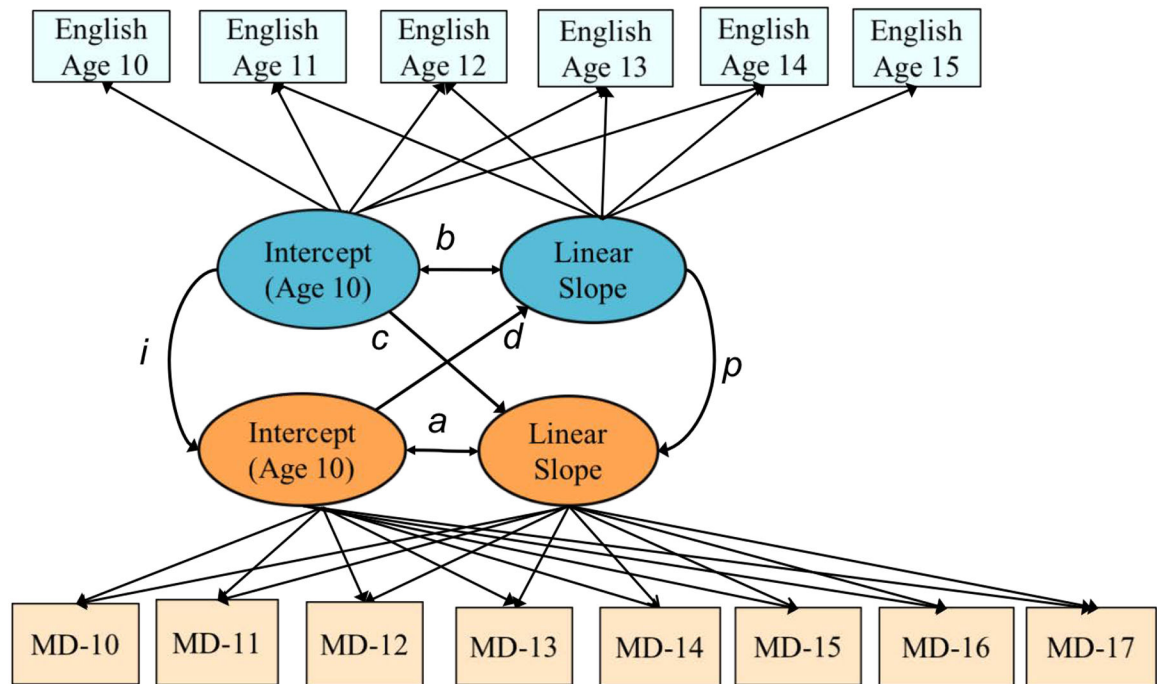 English
Age 10
English
Age 11
English
Age 12
English
Age 13
English
Age 14
English
Age 15
Intercept
(Age 10)
b
Linear
Slope
i
c
d
p
Intercept
(Age 10)
a
Linear
Slope
MD-10
MD-11
MD-12
MD-13
MD-14
MD-15
MD-16
MD-17